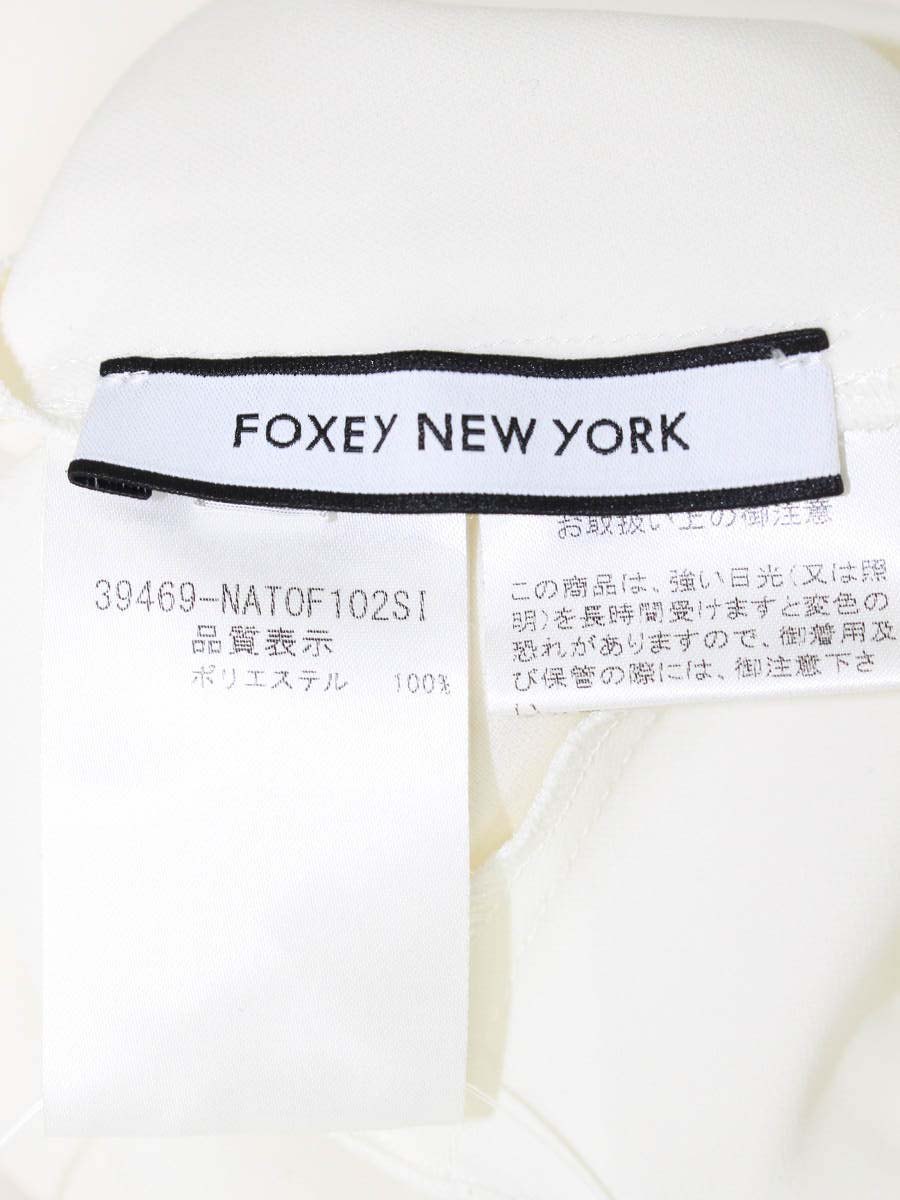 FOXEY NEW YORK
39469-NATOF102SI
品質表示
ポリエステル 100%
お取扱い上の御注意
この商品は、強い日光(又は照
明)を長時間受けますと変色の
恐れがありますので、御着用及
び保管の際には、御注意下さ
い。